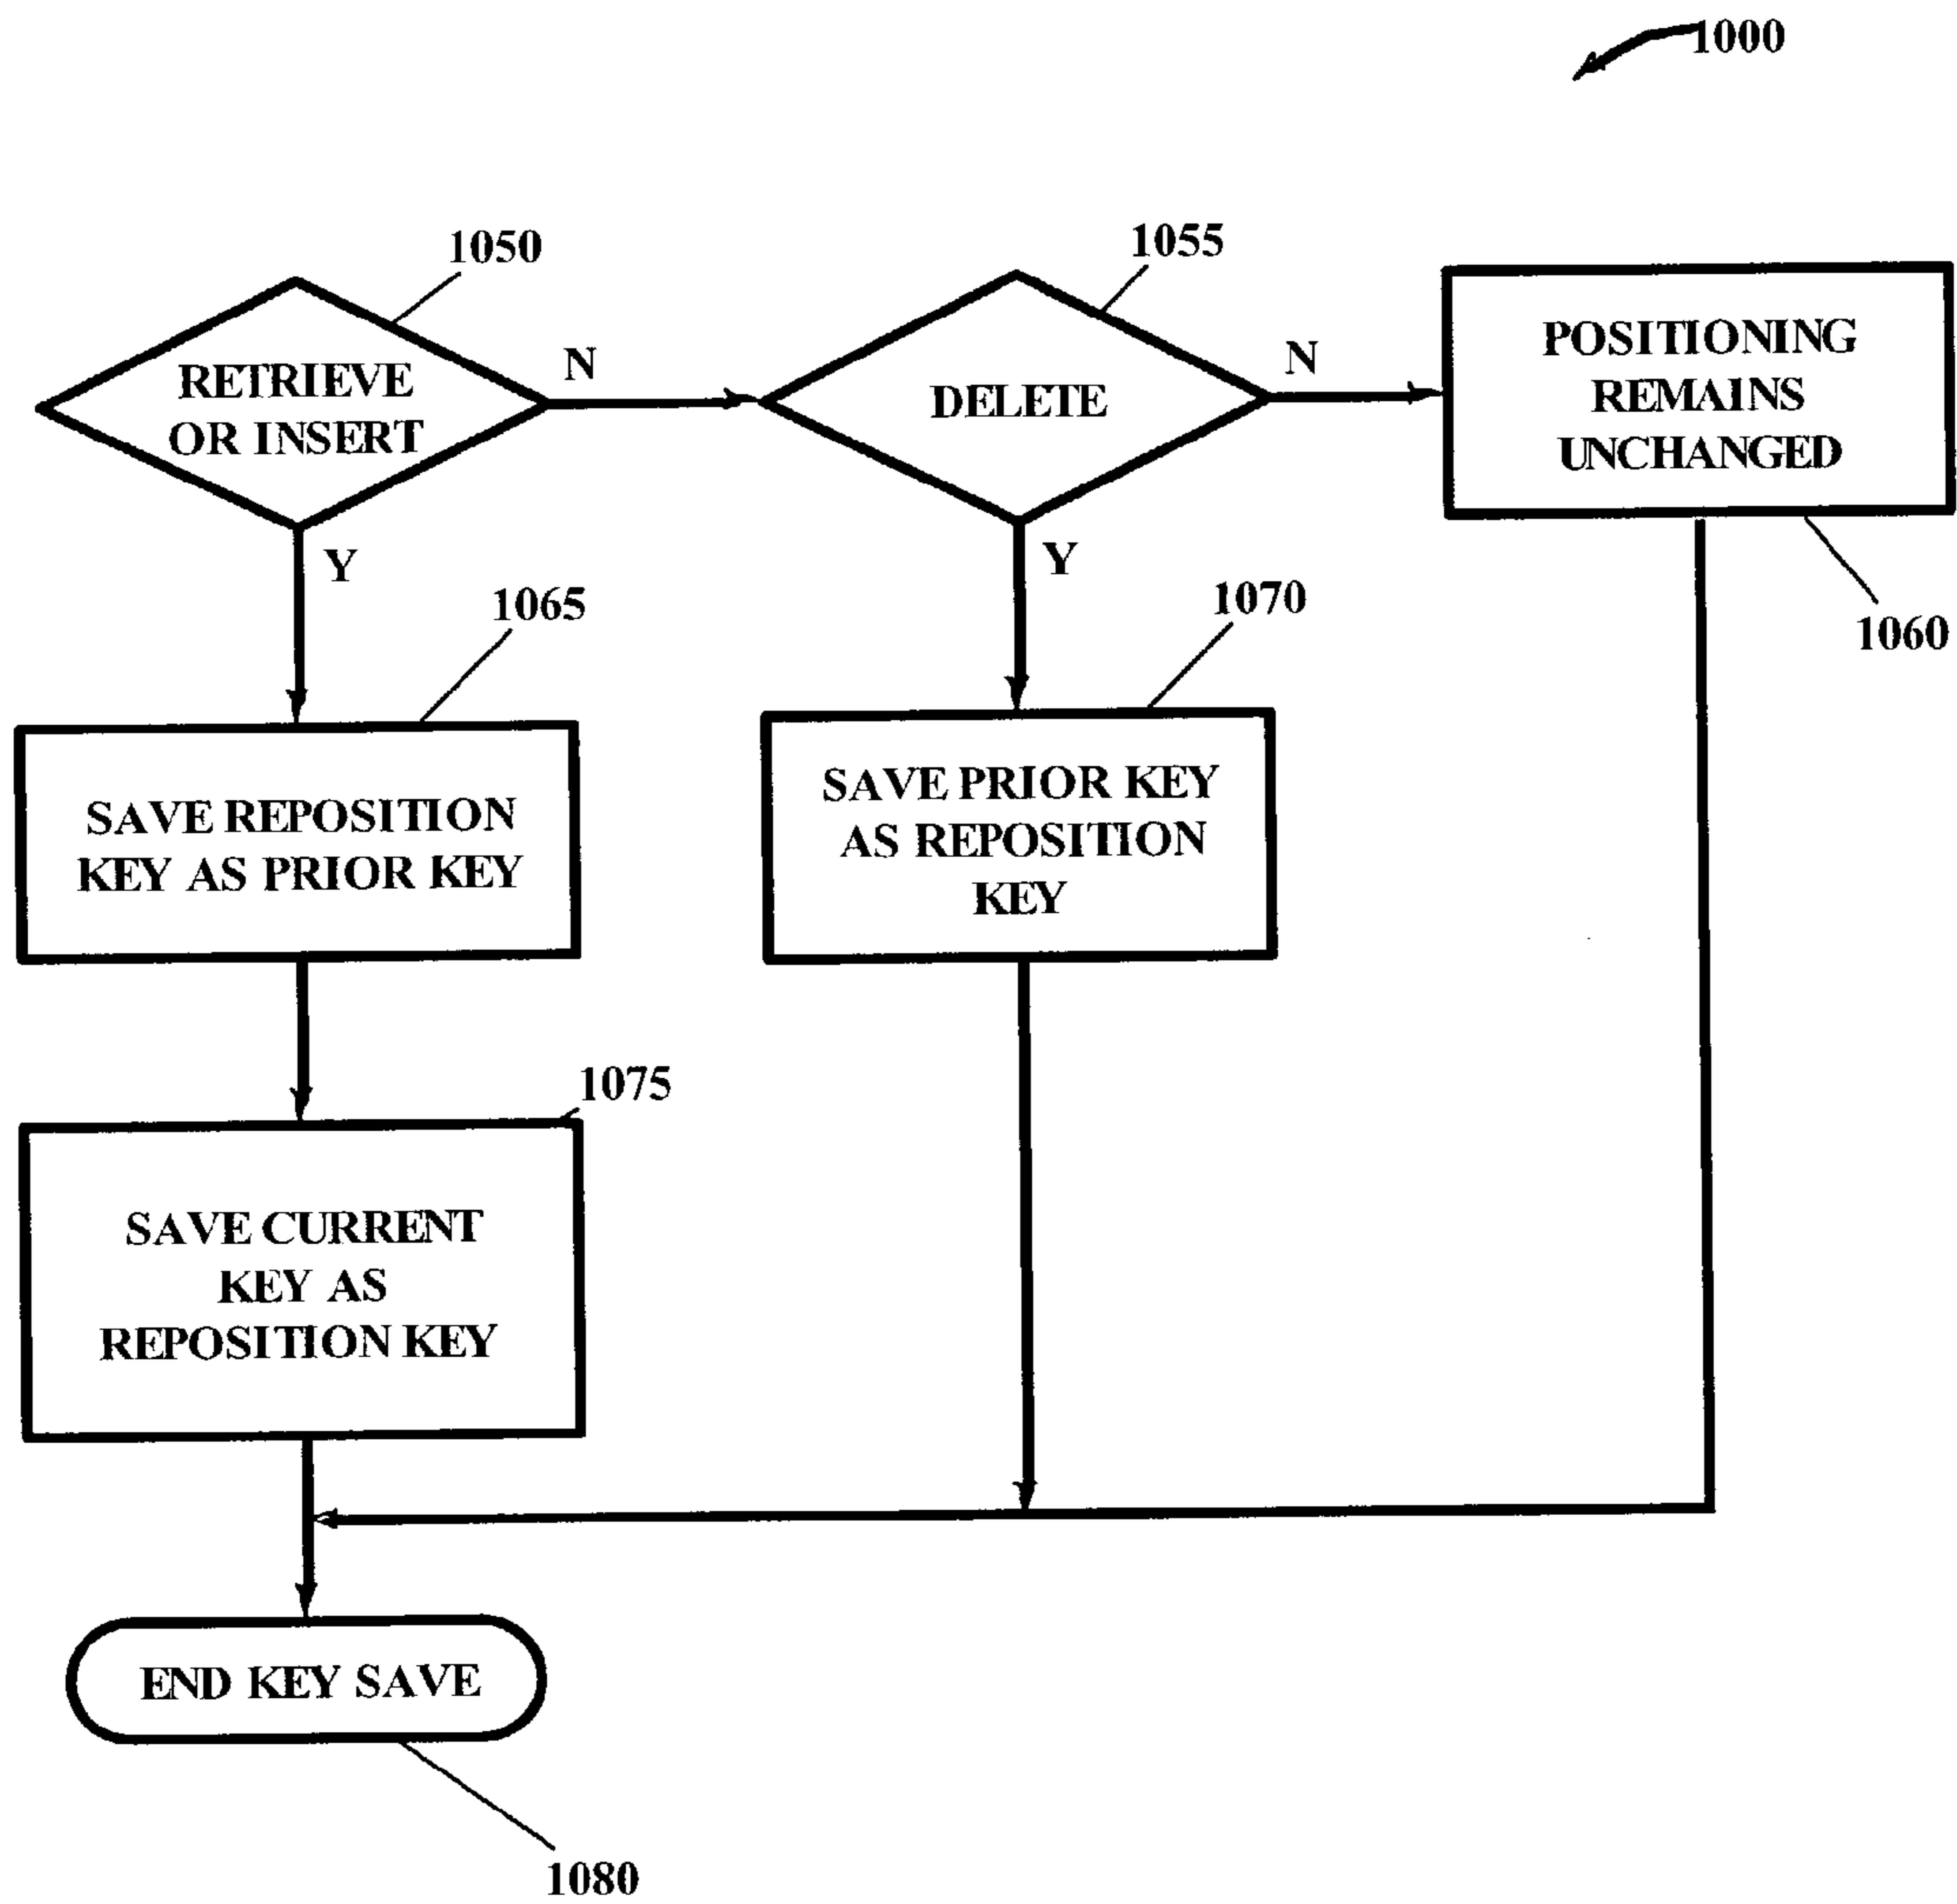 1000
1050
RETRIEVE
OR INSERT
N
Y
1055
DELETE
N
Y
POSITIONING
REMAINS
UNCHANGED
1060
1065
SAVE REPOSITION
KEY AS PRIOR KEY
1070
SAVE PRIOR KEY
AS REPOSITION
KEY
1075
SAVE CURRENT
KEY AS
REPOSITION KEY
END KEY SAVE
1080